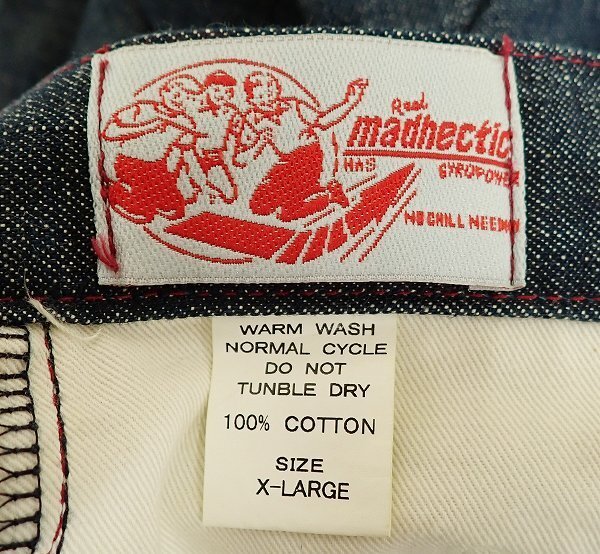 Real
madhectic
HAS
GYROPOWER
NO CHILL NEEDED
WARM WASH
NORMAL CYCLE
DO NOT
TUNBLE DRY
100% COTTON
SIZE
X-LARGE